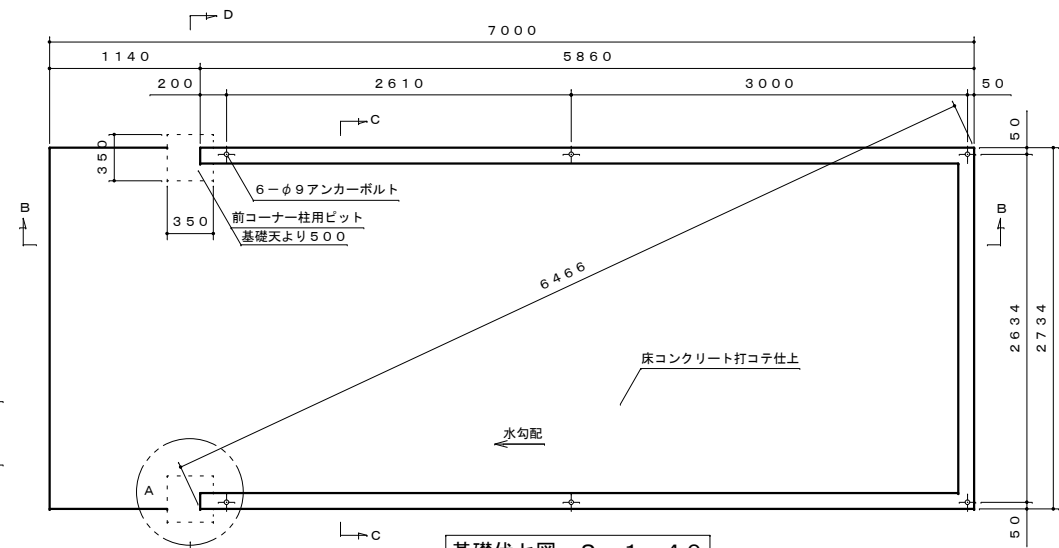 D
7000
1140
5860
200
2610
3000
50
C
50
350
6-φ9アンカーボルト
B
350
前コーナー柱用ピット
基礎天より500
B
6466
2634
2734
床コンクリート打コテ仕上
水勾配
A
50
C